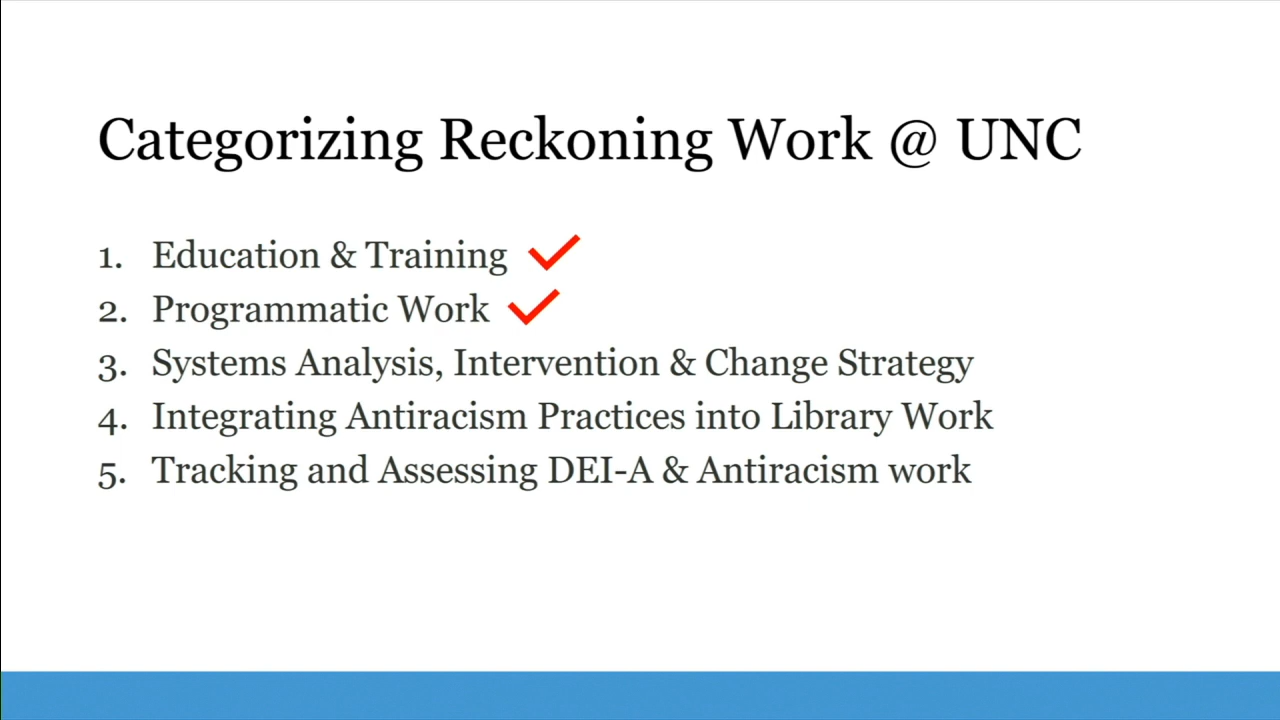 Categorizing Reckoning Work @ UNC
1. Education & Training
2. Programmatic Work
3. Systems Analysis, Intervention & Change Strategy
4. Integrating Antiracism Practices into Library Work
5. Tracking and Assessing DEI-A & Antiracism work